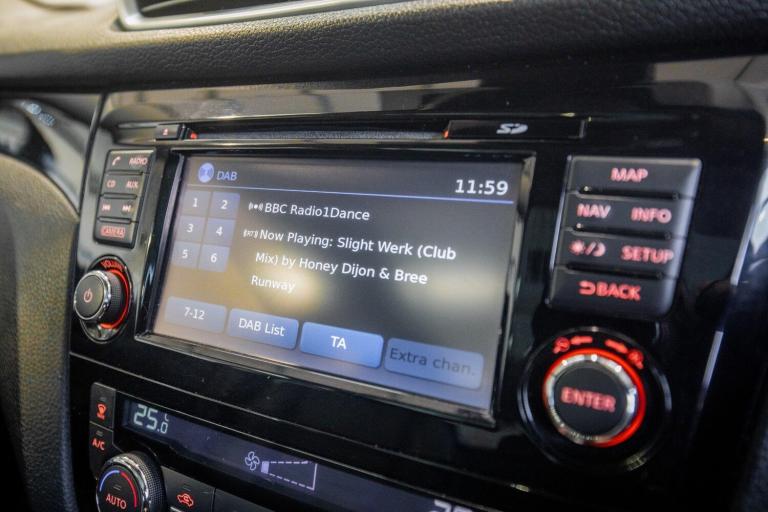 SD
RADIO
CD AUX
CAMERA
VOLUME
DAB
11:59
1 2
3 4
5 6
BBC Radio1Dance
Now Playing: Slight Werk (Club
Mix) by Honey Dijon & Bree
Runway
7-12
DAB List
TA
Extra chan.
MAP
NAV INFO
SETUP
BACK
ENTER
25.0
A/C
AUTO